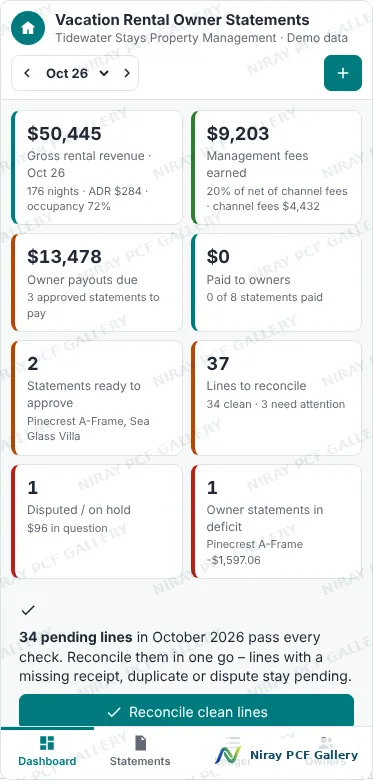 Vacation Rental Owner Statements
Tidewater Stays Property Management · Demo data
Oct 26
$50,445
Gross rental revenue ·
Oct 26
176 nights · ADR $284 ·
occupancy 72%
$9,203
Management fees
earned
20% of net of channel fees
· channel fees $4,432
$13,478
Owner payouts due
3 approved statements to
pay
$0
Paid to owners
0 of 8 statements paid
2
Statements ready to
approve
Pinecrest A-Frame, Sea
Glass Villa
37
Lines to reconcile
34 clean · 3 need attention
1
Disputed / on hold
$96 in question
1
Owner statements in
deficit
Pinecrest A-Frame
-$1,597.06
34 pending lines in October 2026 pass every
check. Reconcile them in one go – lines with a
missing receipt, duplicate or dispute stay pending.
Reconcile clean lines
Dashboard
Statements
Niray PCF Gallery
NIRAY PCF GALLERY